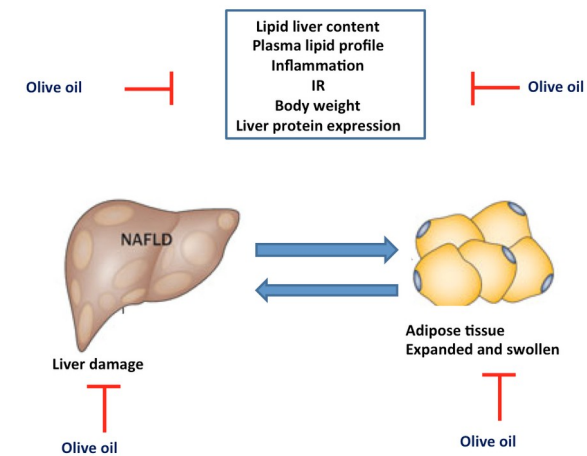 Lipid liver content
Plasma lipid profile
Inflammation
IR
Body weight
Liver protein expression
Olive oil
Olive oil
NAFLD
Liver damage
Adipose tissue
Expanded and swollen
Olive oil
Olive oil